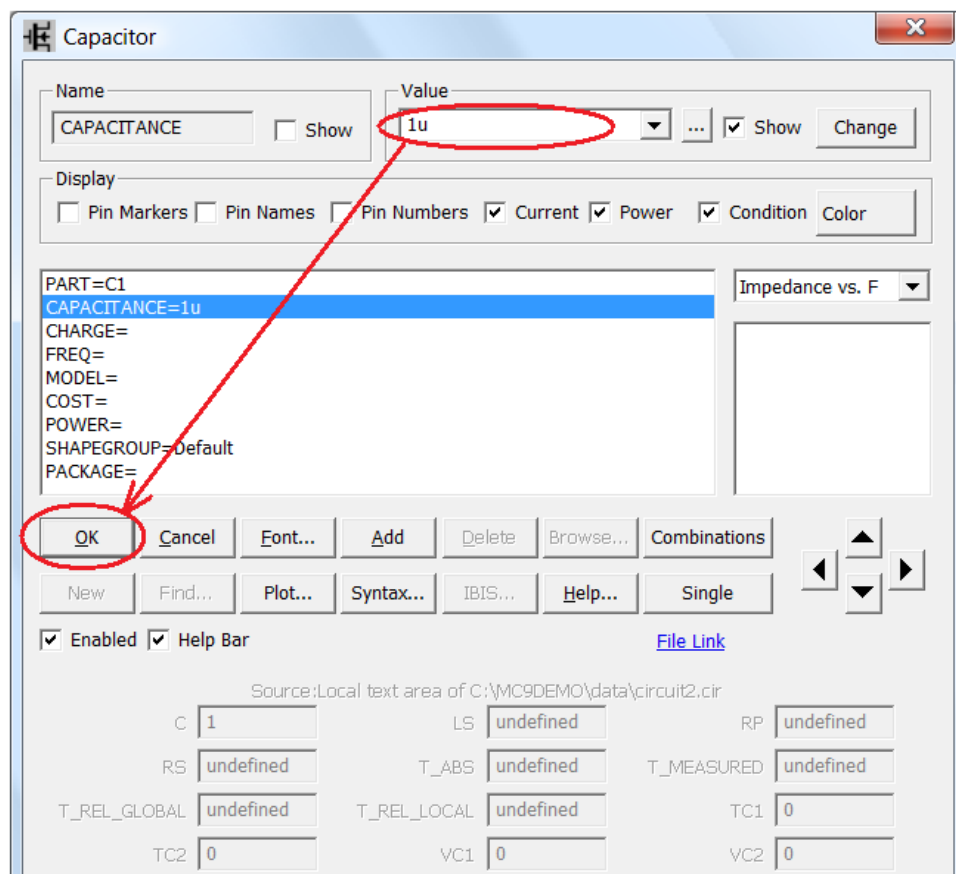 Capacitor
Name
Value
CAPACITANCE Show 1u ... Show Change
Display
Pin Markers Pin Names Pin Numbers Current Power Condition Color
PART=C1
CAPACITANCE=1u
CHARGE=
FREQ=
MODEL=
COST=
POWER=
SHAPEGROUP=Default
PACKAGE=
Impedance vs. F
OK Cancel Font... Add Delete Browse... Combinations
New Find... Plot... Syntax... IBIS... Help... Single
Enabled Help Bar File Link
Source:Local text area of C:\MC9DEMO\data\circuit2.cir
C 1 LS undefined RP undefined
RS undefined T_ABS undefined T_MEASURED undefined
T_REL_GLOBAL undefined T_REL_LOCAL undefined TC1 0
TC2 0 VC1 0 VC2 0